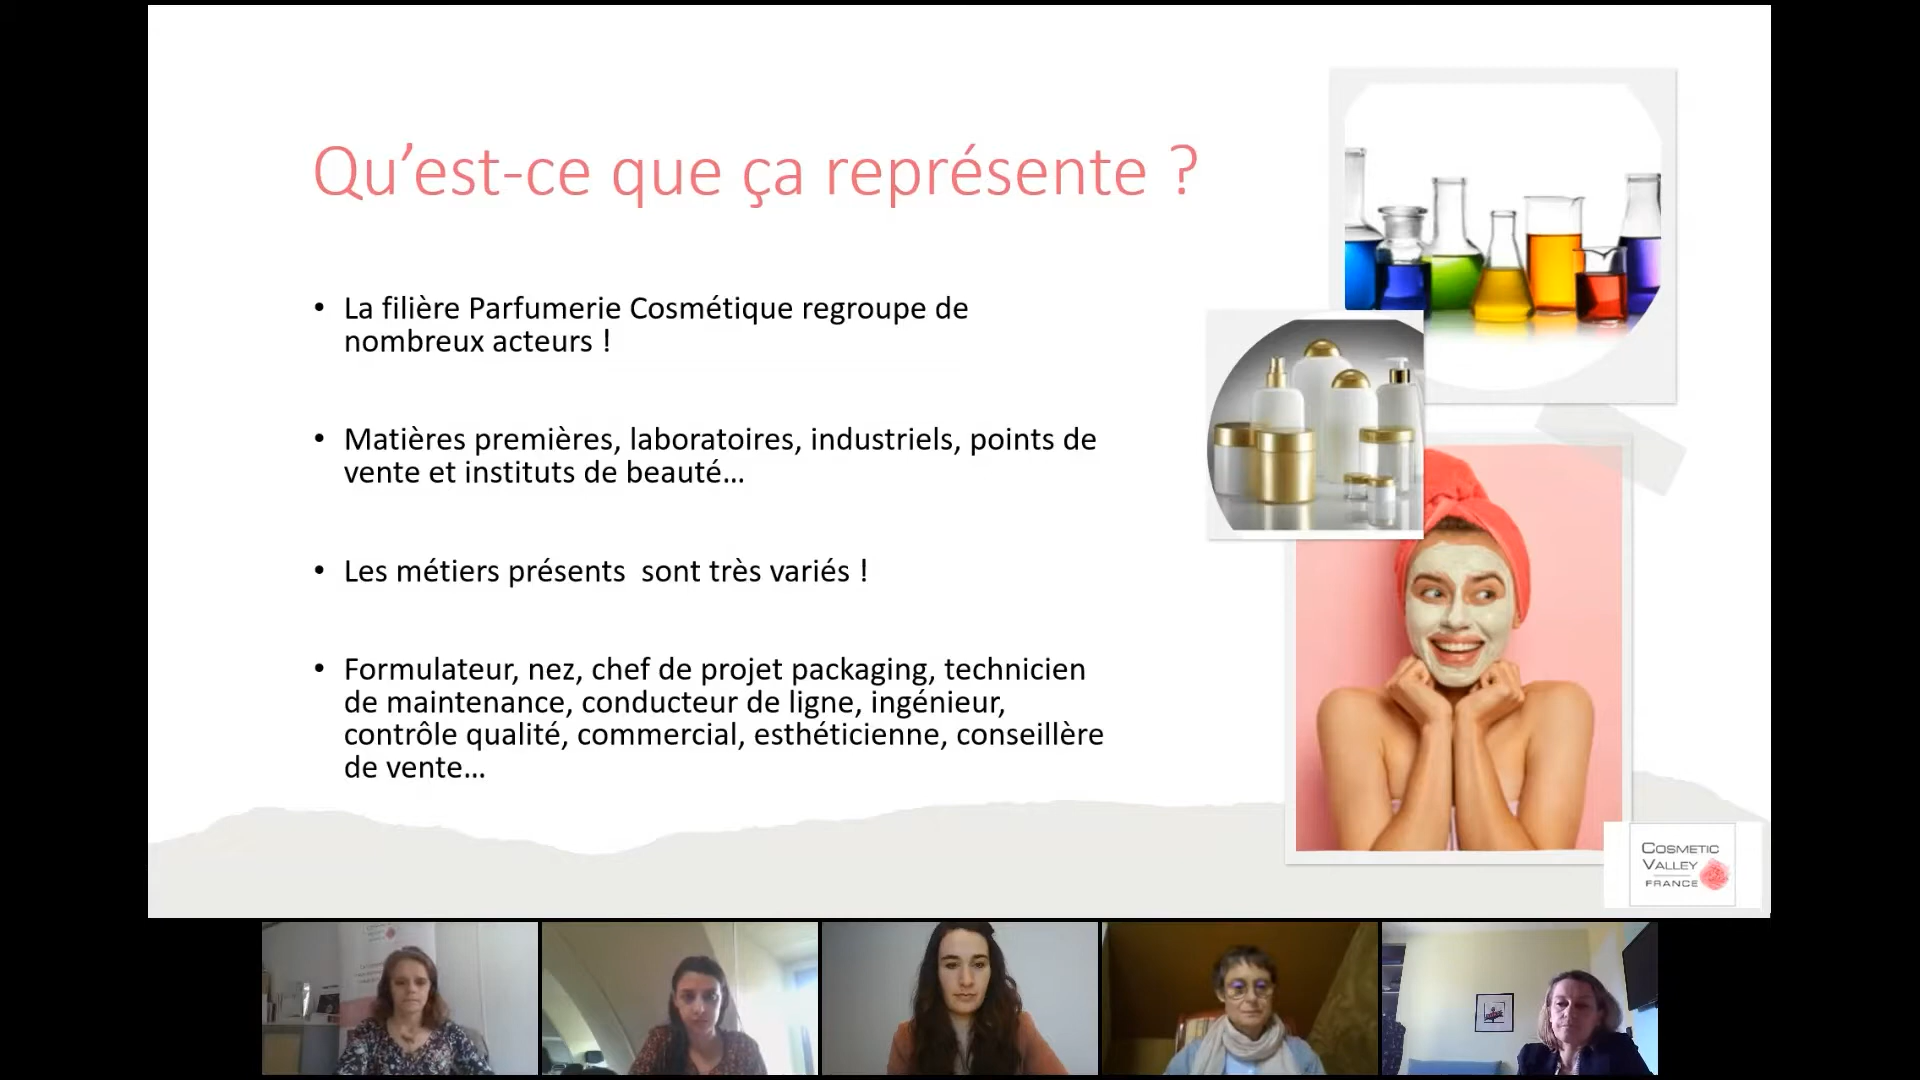 Qu’est-ce que ça représente ?
• La filière Parfumerie Cosmétique regroupe de
nombreux acteurs !
• Matières premières, laboratoires, industriels, points de
vente et instituts de beauté…
• Les métiers présents  sont très variés !
• Formulateur, nez, chef de projet packaging, technicien
de maintenance, conducteur de ligne, ingénieur,
contrôle qualité, commercial, esthéticienne, conseillère
de vente…
COSMETIC
VALLEY
FRANCE